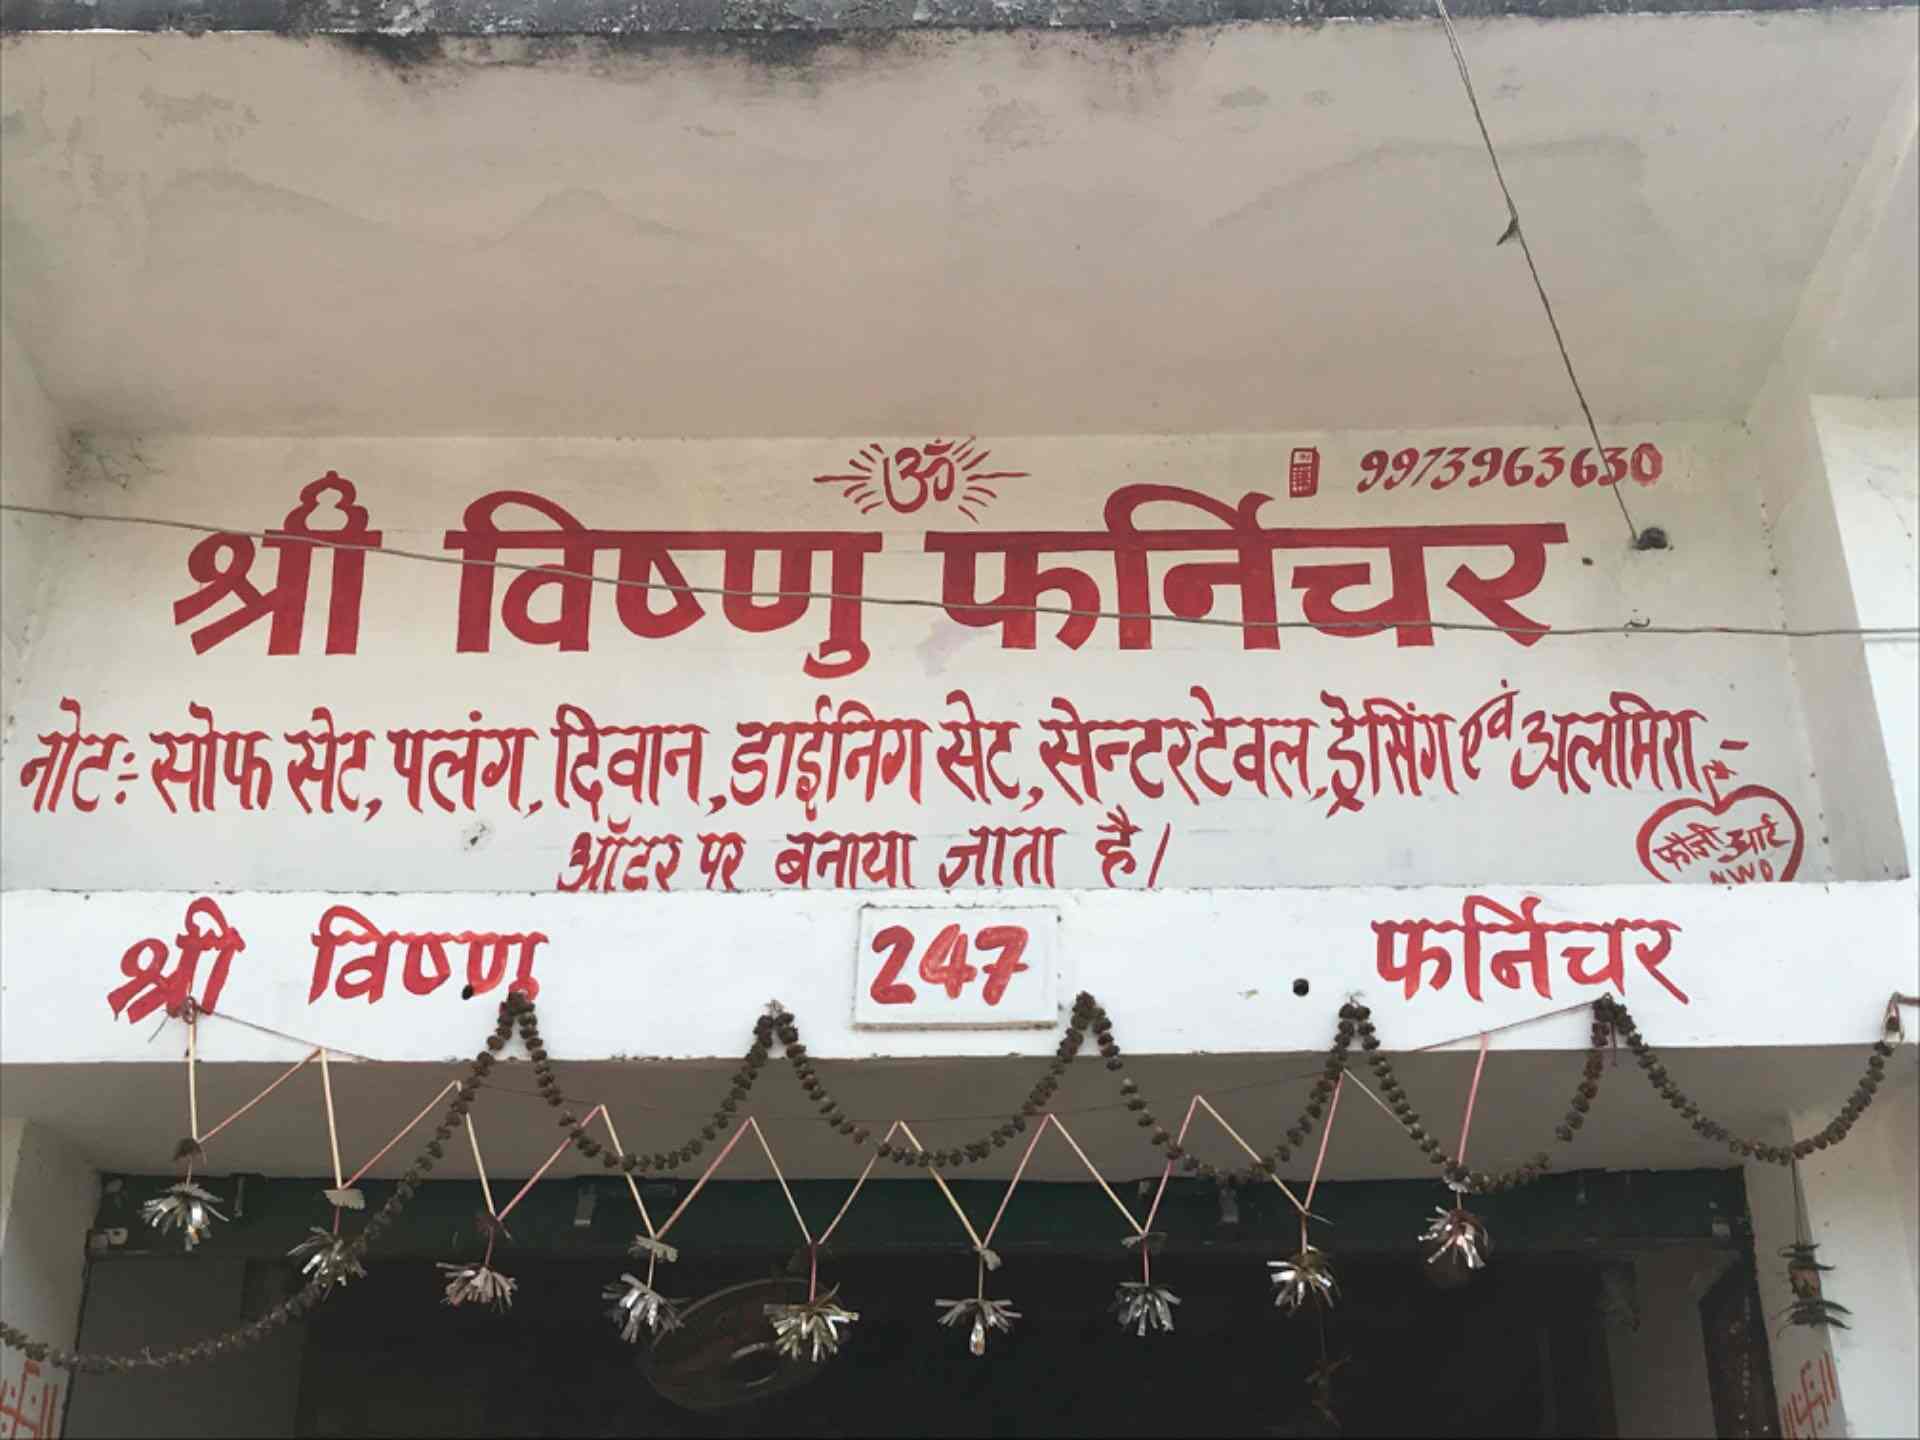 ॐ
9973963630
श्री विष्णु फर्निचर
नोट:- सोफ सेट, पलंग, दिवान, डाईनिग सेट, सेन्टरटेवल, ड्रेसिंग एवं अलमिरा,-
ऑटर पर बनाया जाता है।
फौजी आर्ट
N.W.D
श्री विष्णु 247 फर्निचर